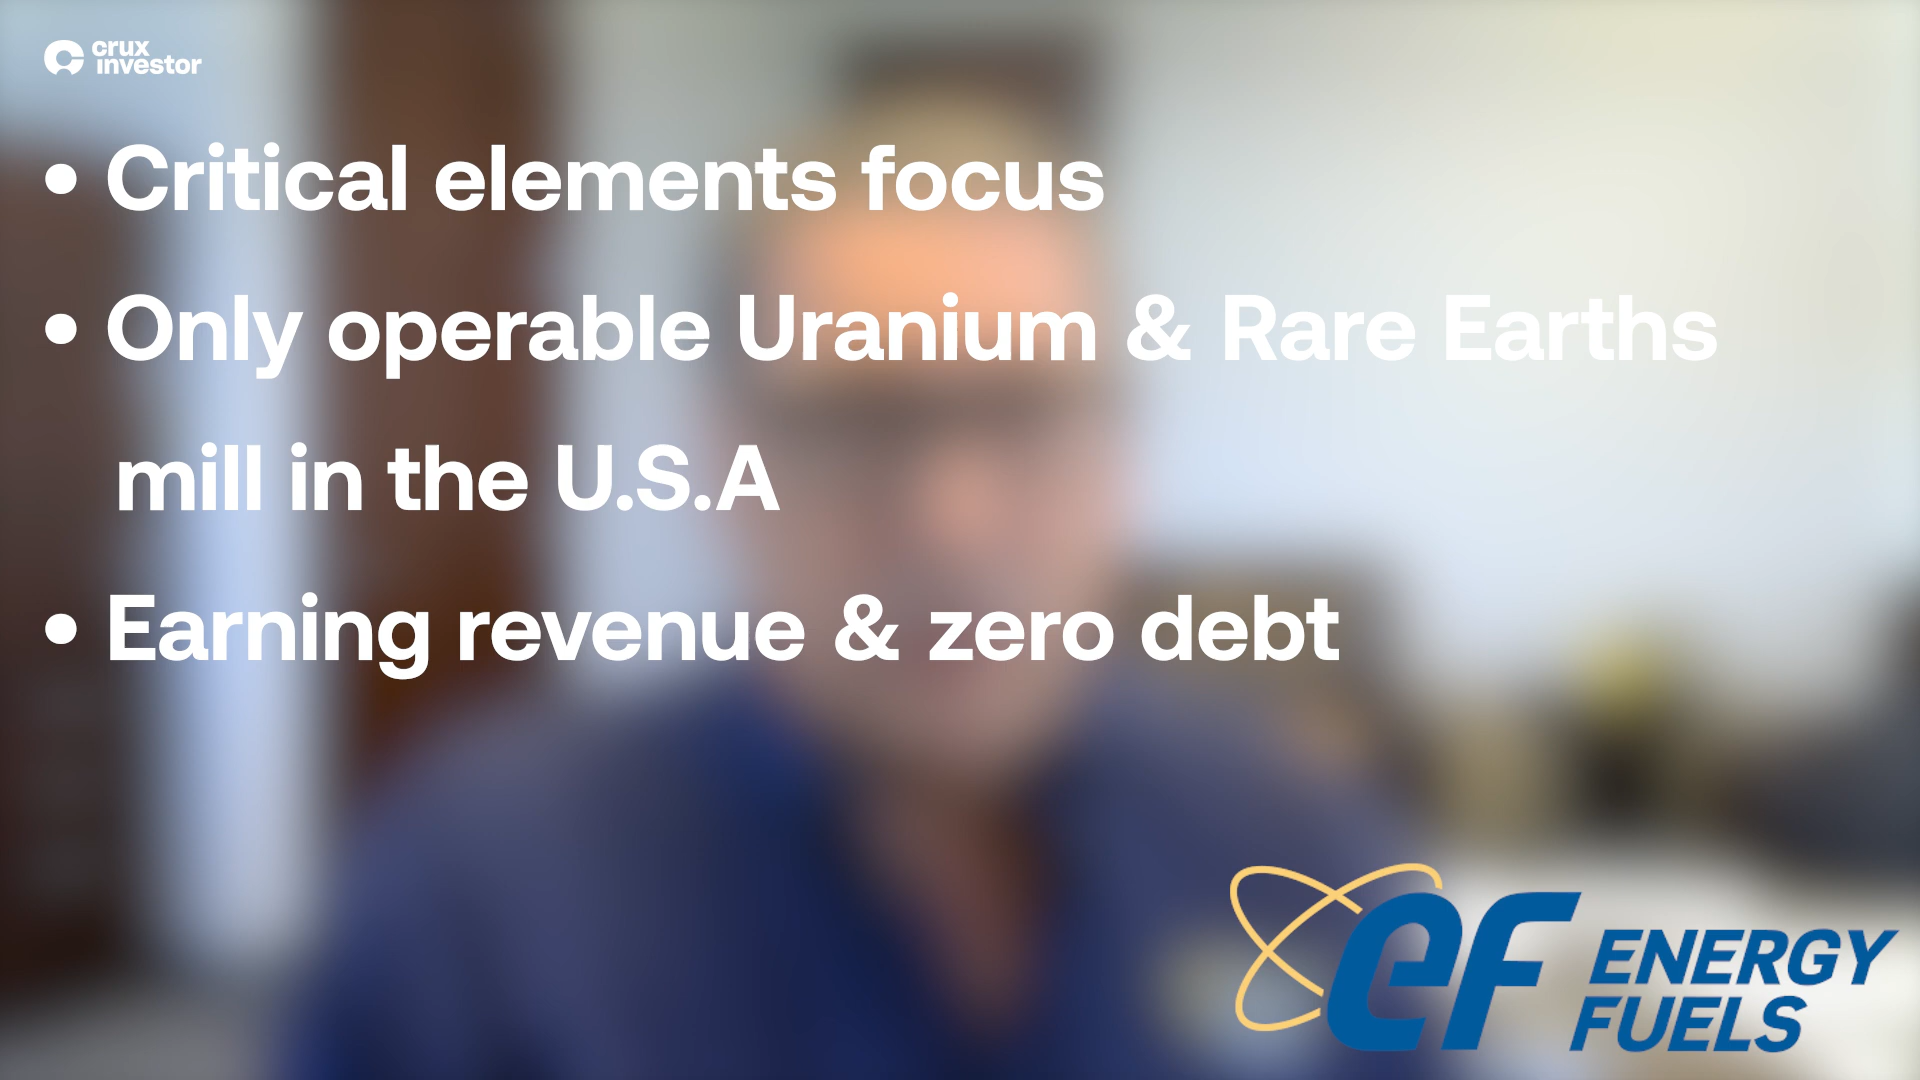 crux
investor
• Critical elements focus
• Only operable Uranium & Rare Earths
mill in the U.S.A
• Earning revenue & zero debt
eF ENERGY
FUELS